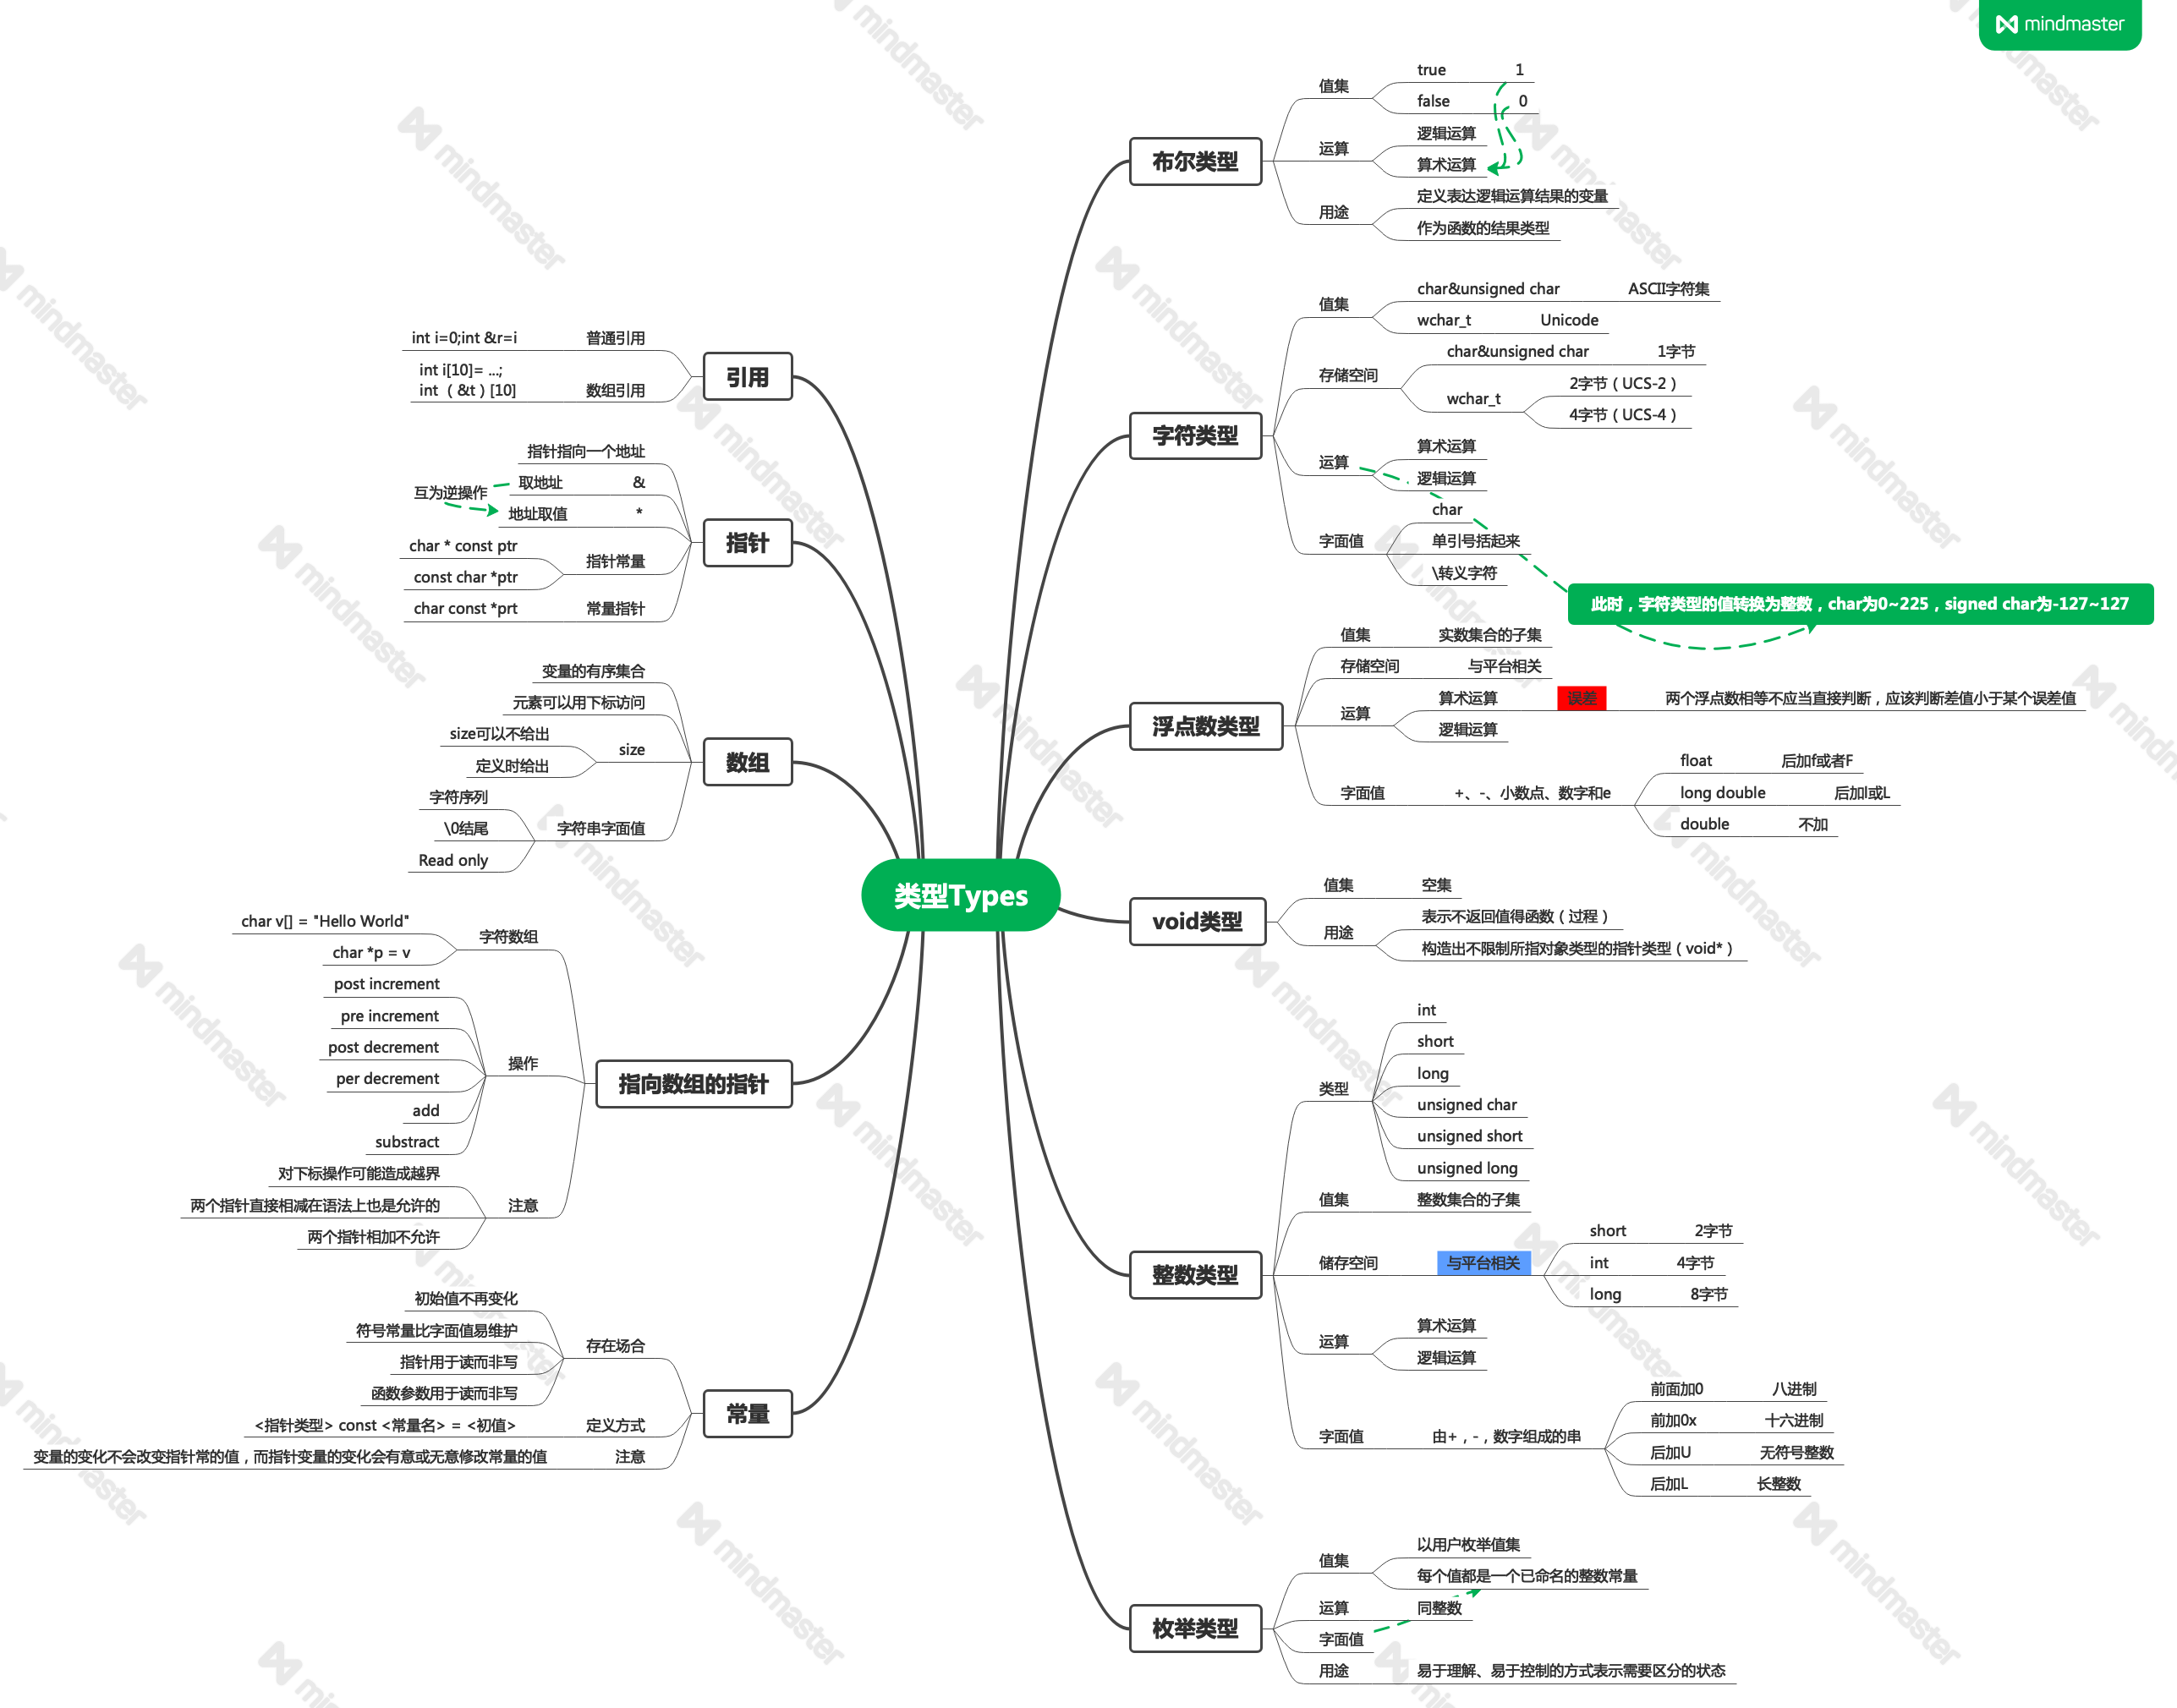 mindmaster
类型Types
布尔类型
值集
true 1
false 0
运算
逻辑运算
算术运算
用途
定义表达逻辑运算结果的变量
作为函数的结果类型
字符类型
值集
char&unsigned char ASCII字符集
wchar_t Unicode
存储空间
char&unsigned char 1字节
wchar_t
2字节（UCS-2）
4字节（UCS-4）
运算
算术运算
逻辑运算
字面值
char
单引号括起来
\转义字符
此时，字符类型的值转换为整数，char为0~225，signed char为-127~127
浮点数类型
值集 实数集合的子集
存储空间 与平台相关
运算
算术运算 误差 两个浮点数相等不应当直接判断，应该判断差值小于某个误差值
逻辑运算
字面值 +、-、小数点、数字和e
float 后加f或者F
long double 后加l或L
double 不加
void类型
值集 空集
用途
表示不返回值得函数（过程）
构造出不限制所指对象类型的指针类型（void*）
整数类型
类型
int
short
long
unsigned char
unsigned short
unsigned long
值集 整数集合的子集
储存空间 与平台相关
short 2字节
int 4字节
long 8字节
运算
算术运算
逻辑运算
字面值 由+，-，数字组成的串
前面加0 八进制
前加0x 十六进制
后加U 无符号整数
后加L 长整数
枚举类型
值集
以用户枚举值集
每个值都是一个已命名的整数常量
运算 同整数
字面值
用途 易于理解、易于控制的方式表示需要区分的状态
引用
int i=0;int &r=i 普通引用
int i[10]= ...;
int （&t）[10] 数组引用
指针
指针指向一个地址
取地址 &
互为逆操作
地址取值 *
char * const ptr
const char *ptr
指针常量
char const *prt 常量指针
数组
变量的有序集合
元素可以用下标访问
size可以不给出
定义时给出
size
字符序列
\0结尾
Read only
字符串字面值
指向数组的指针
char v[] = "Hello World"
char *p = v
字符数组
post increment
pre increment
post decrement
per decrement
add
substract
操作
对下标操作可能造成越界
两个指针直接相减在语法上也是允许的
两个指针相加不允许
注意
常量
初始值不再变化
符号常量比字面值易维护
指针用于读而非写
函数参数用于读而非写
存在场合
<指针类型> const <常量名> = <初值> 定义方式
变量的变化不会改变指针常的值，而指针变量的变化会有意或无意修改常量的值 注意